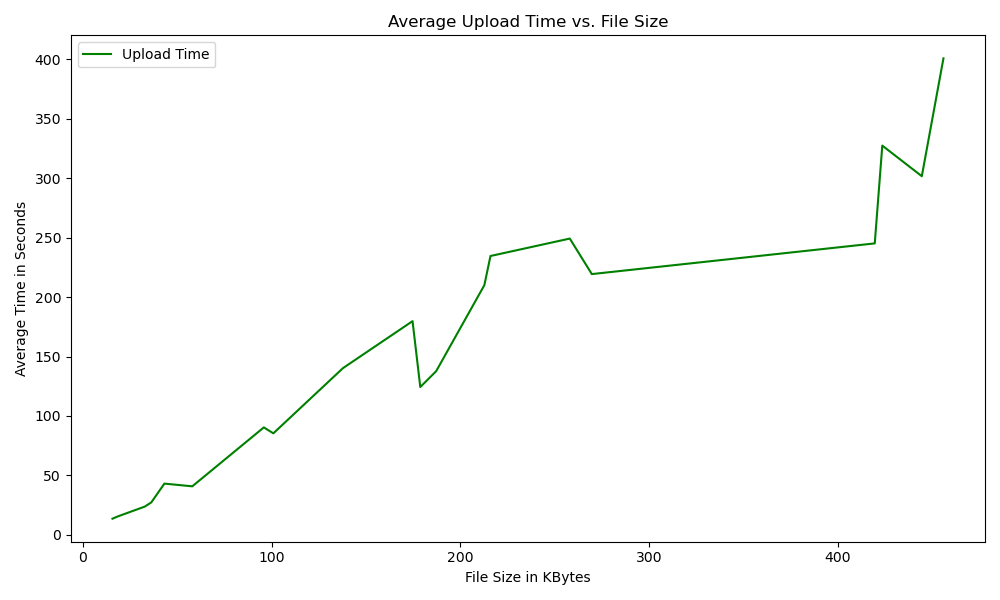 Average Upload Time vs. File Size
Upload Time
400
350
300
250
200
150
100
50
0
Average Time in Seconds
0 100 200 300 400
File Size in KBytes